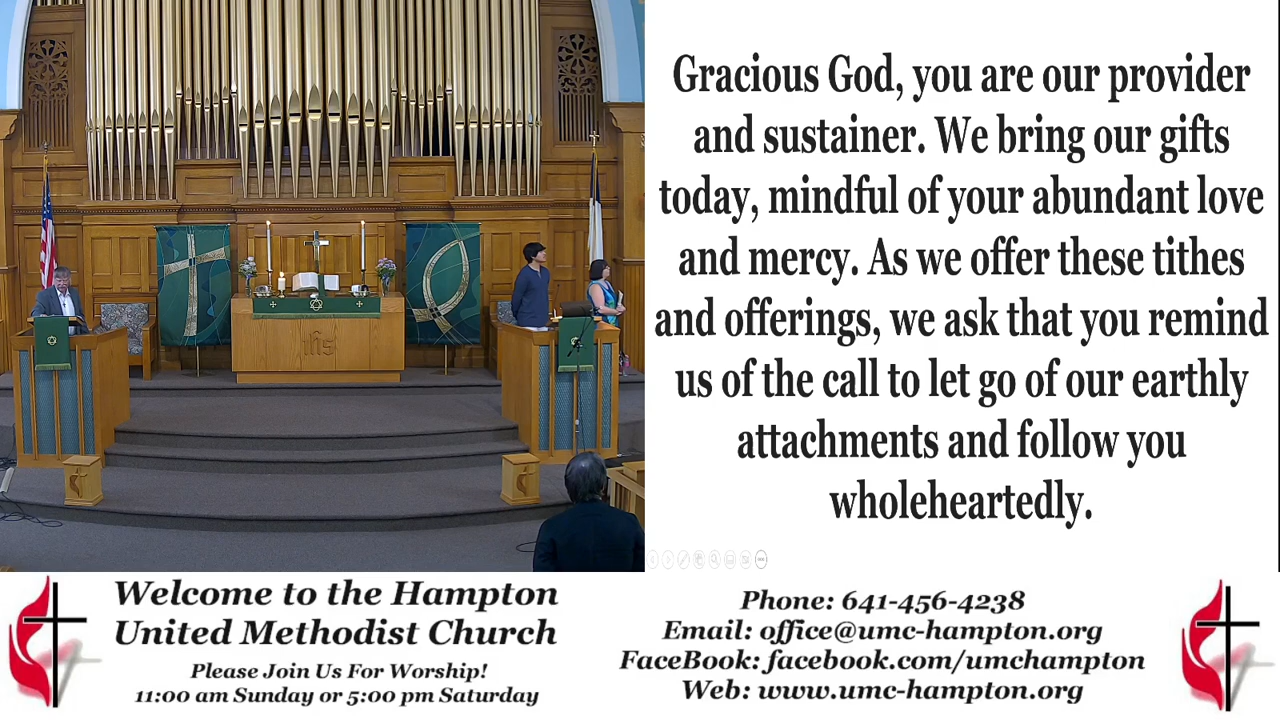 Gracious God, you are our provider
and sustainer. We bring our gifts
today, mindful of your abundant love
and mercy. As we offer these tithes
and offerings, we ask that you remind
us of the call to let go of our earthly
attachments and follow you
wholeheartedly.
ihs
Welcome to the Hampton
United Methodist Church
Please Join Us For Worship!
11:00 am Sunday or 5:00 pm Saturday
Phone: 641-456-4238
Email: office@umc-hampton.org
FaceBook: facebook.com/umchampton
Web: www.umc-hampton.org